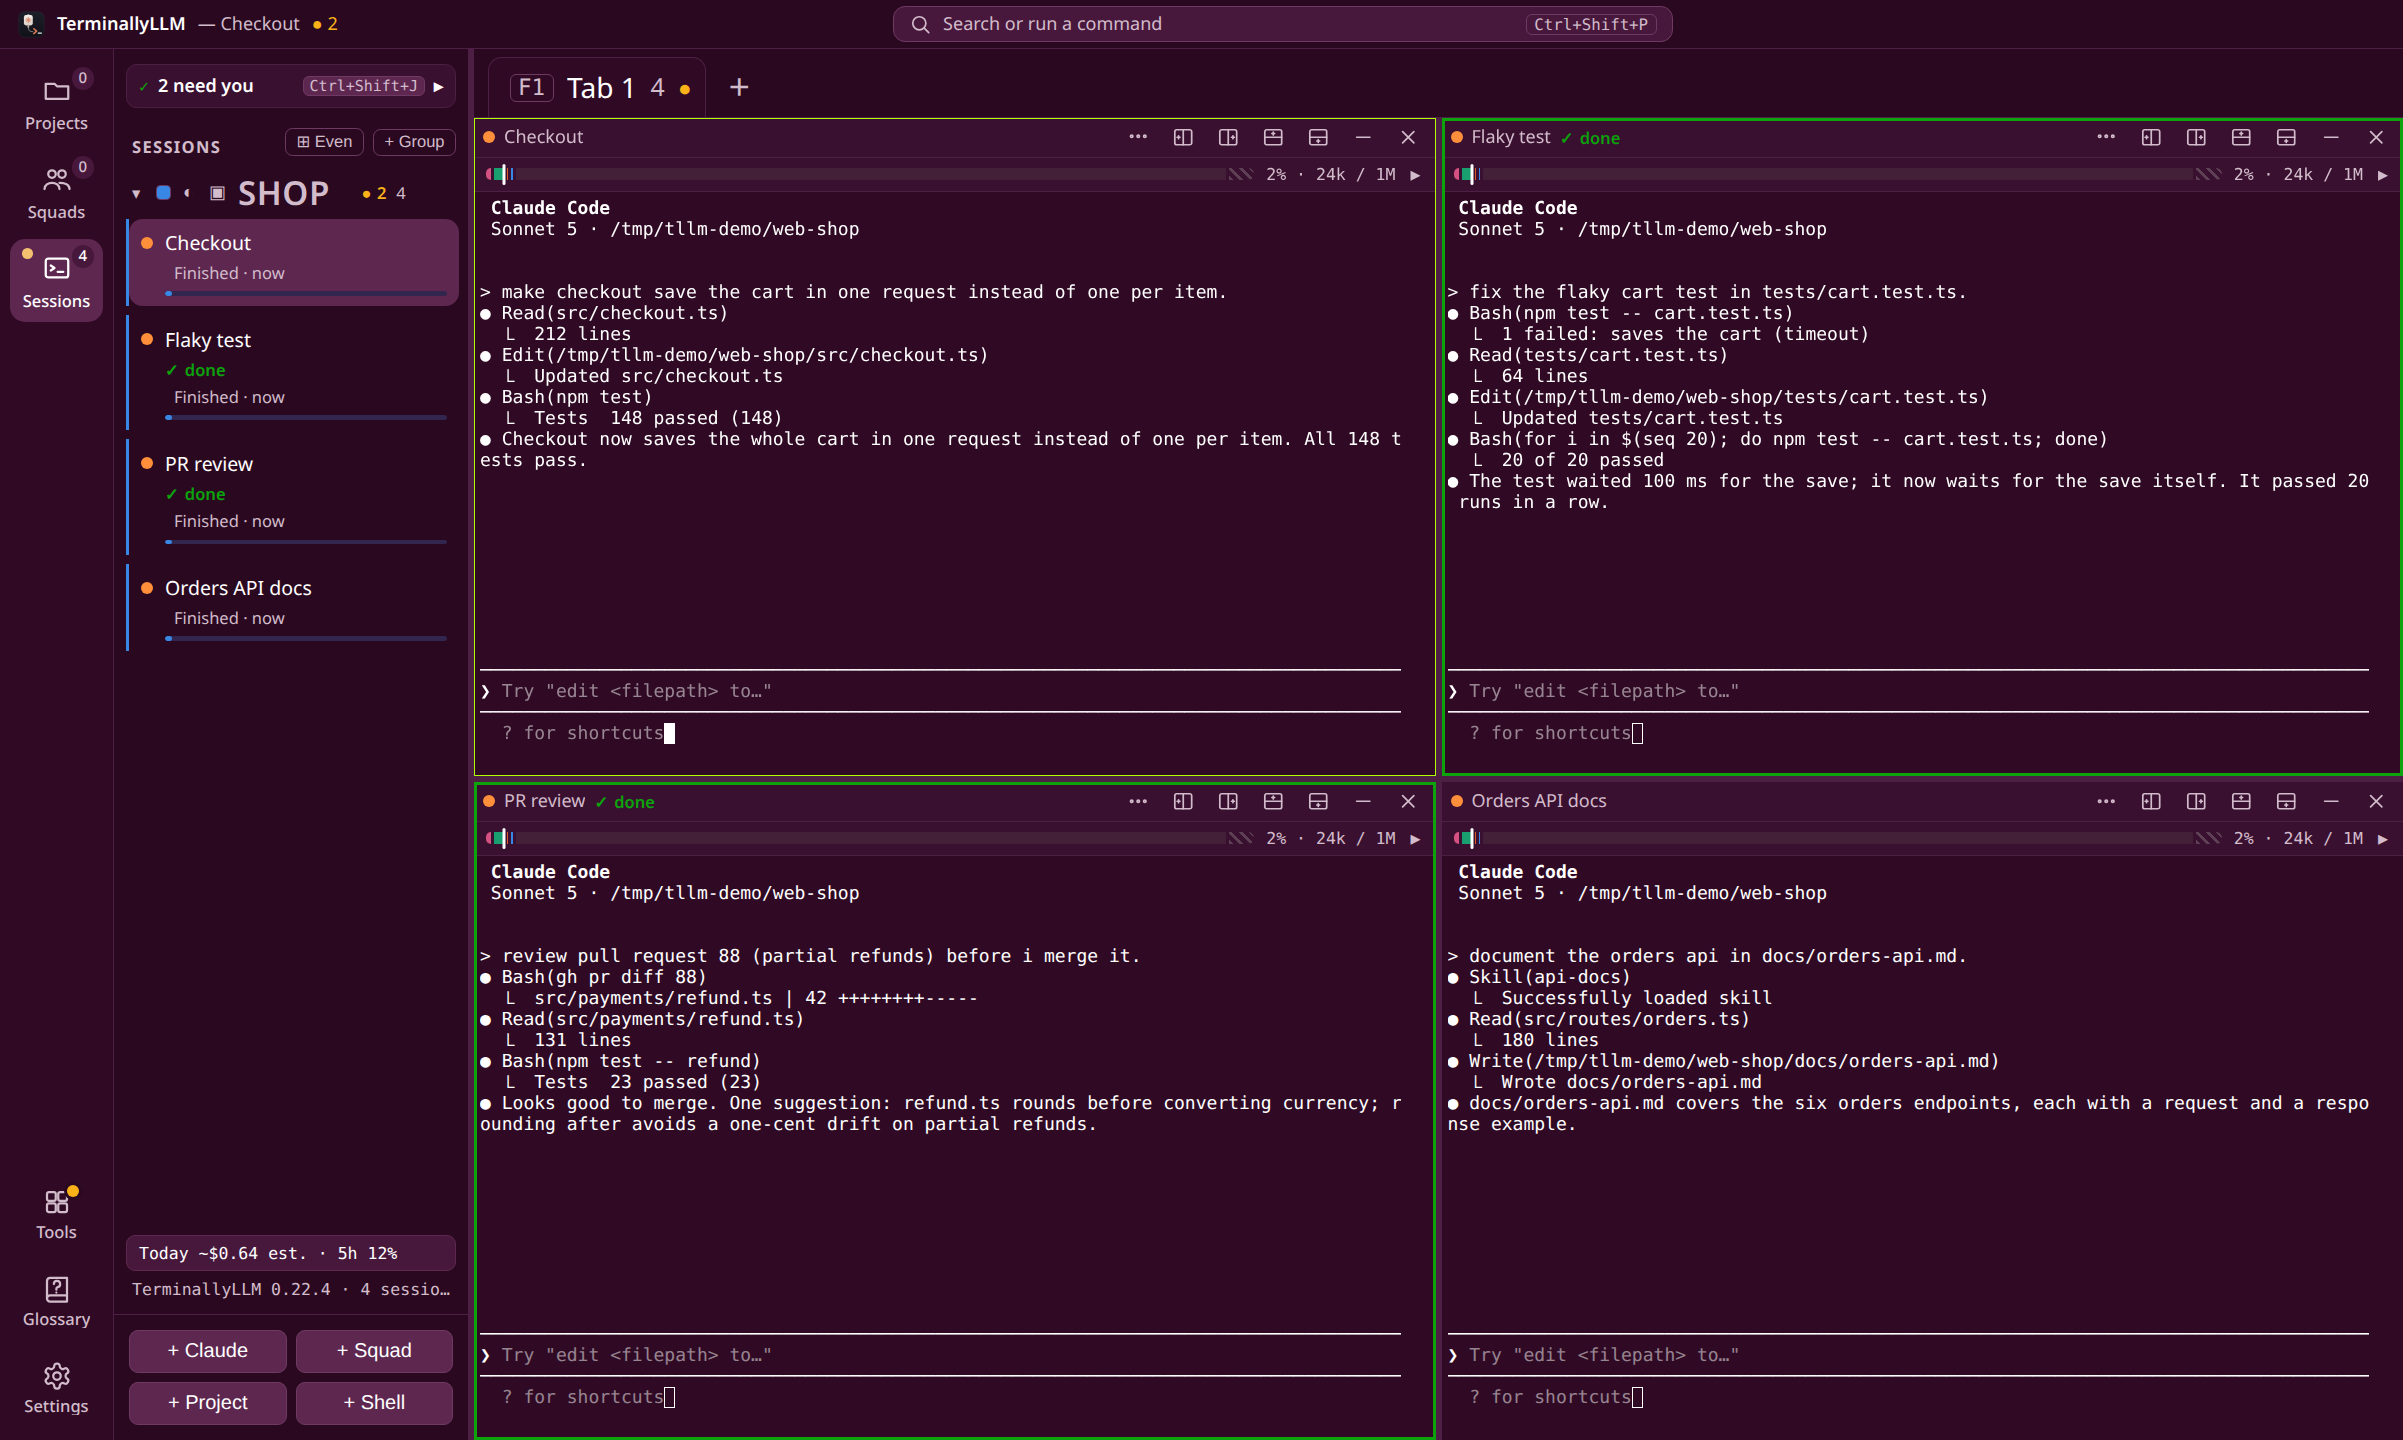 TerminallyLLM — Checkout ● 2
Search or run a command Ctrl+Shift+P
Projects 0
Squads 0
Sessions 4
Tools
Glossary
Settings
✓ 2 need you Ctrl+Shift+J ▶
SESSIONS ⊞ Even + Group
▾ SHOP ● 2 4
Checkout
Finished · now
Flaky test
✓ done
Finished · now
PR review
✓ done
Finished · now
Orders API docs
Finished · now
Today ~$0.64 est. · 5h 12%
TerminallyLLM 0.22.4 · 4 sessio…
+ Claude + Squad
+ Project + Shell
F1 Tab 1 4 ● +
Checkout
2% · 24k / 1M ▶
Claude Code
Sonnet 5 · /tmp/tllm-demo/web-shop
> make checkout save the cart in one request instead of one per item.
● Read(src/checkout.ts)
└ 212 lines
● Edit(/tmp/tllm-demo/web-shop/src/checkout.ts)
└ Updated src/checkout.ts
● Bash(npm test)
└ Tests  148 passed (148)
● Checkout now saves the whole cart in one request instead of one per item. All 148 t
ests pass.
❯ Try "edit <filepath> to…"
? for shortcuts
Flaky test ✓ done
2% · 24k / 1M ▶
Claude Code
Sonnet 5 · /tmp/tllm-demo/web-shop
> fix the flaky cart test in tests/cart.test.ts.
● Bash(npm test -- cart.test.ts)
└ 1 failed: saves the cart (timeout)
● Read(tests/cart.test.ts)
└ 64 lines
● Edit(/tmp/tllm-demo/web-shop/tests/cart.test.ts)
└ Updated tests/cart.test.ts
● Bash(for i in $(seq 20); do npm test -- cart.test.ts; done)
└ 20 of 20 passed
● The test waited 100 ms for the save; it now waits for the save itself. It passed 20
runs in a row.
❯ Try "edit <filepath> to…"
? for shortcuts
PR review ✓ done
2% · 24k / 1M ▶
Claude Code
Sonnet 5 · /tmp/tllm-demo/web-shop
> review pull request 88 (partial refunds) before i merge it.
● Bash(gh pr diff 88)
└ src/payments/refund.ts | 42 ++++++++-----
● Read(src/payments/refund.ts)
└ 131 lines
● Bash(npm test -- refund)
└ Tests  23 passed (23)
● Looks good to merge. One suggestion: refund.ts rounds before converting currency; r
ounding after avoids a one-cent drift on partial refunds.
❯ Try "edit <filepath> to…"
? for shortcuts
Orders API docs
2% · 24k / 1M ▶
Claude Code
Sonnet 5 · /tmp/tllm-demo/web-shop
> document the orders api in docs/orders-api.md.
● Skill(api-docs)
└ Successfully loaded skill
● Read(src/routes/orders.ts)
└ 180 lines
● Write(/tmp/tllm-demo/web-shop/docs/orders-api.md)
└ Wrote docs/orders-api.md
● docs/orders-api.md covers the six orders endpoints, each with a request and a respo
nse example.
❯ Try "edit <filepath> to…"
? for shortcuts